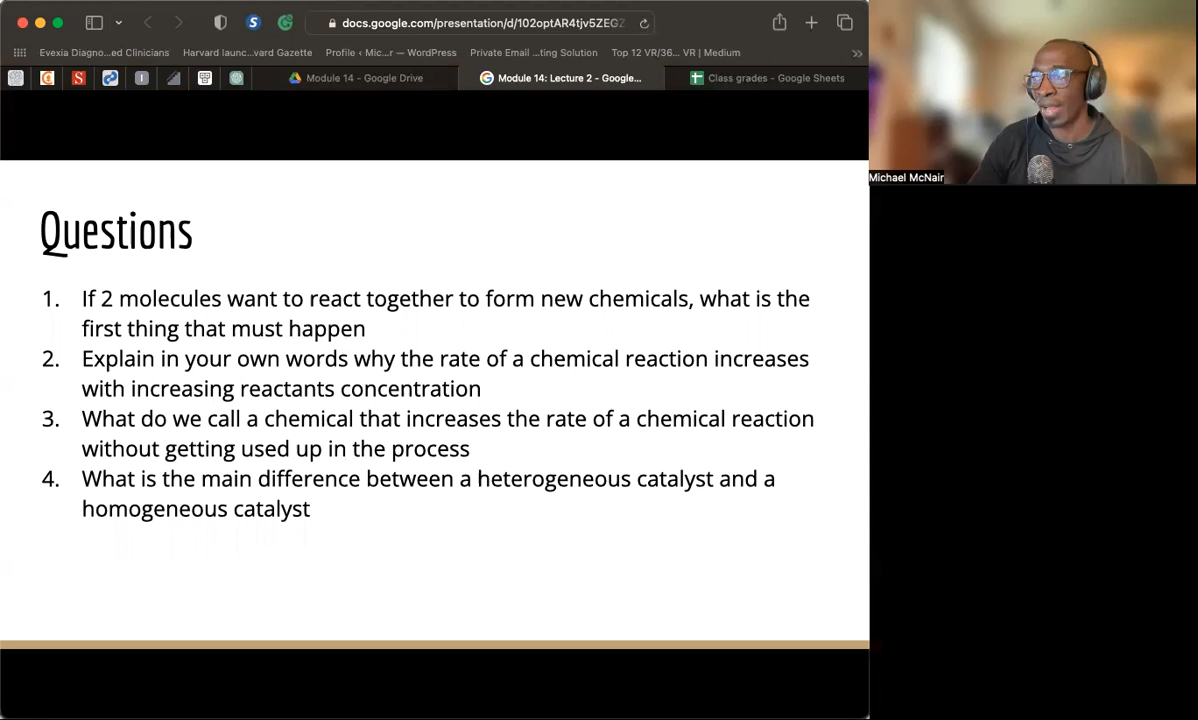 docs.google.com/presentation/d/102optAR4tjv5ZEGZ
Evexia Diagno...ed Clinicians Harvard launc...vard Gazette Profile ‹ Mic...r — WordPress Private Email ...ting Solution Top 12 VR/36... VR | Medium
Module 14 - Google Drive Module 14: Lecture 2 - Google... Class grades - Google Sheets
Michael McNair
Questions
1. If 2 molecules want to react together to form new chemicals, what is the
first thing that must happen
2. Explain in your own words why the rate of a chemical reaction increases
with increasing reactants concentration
3. What do we call a chemical that increases the rate of a chemical reaction
without getting used up in the process
4. What is the main difference between a heterogeneous catalyst and a
homogeneous catalyst